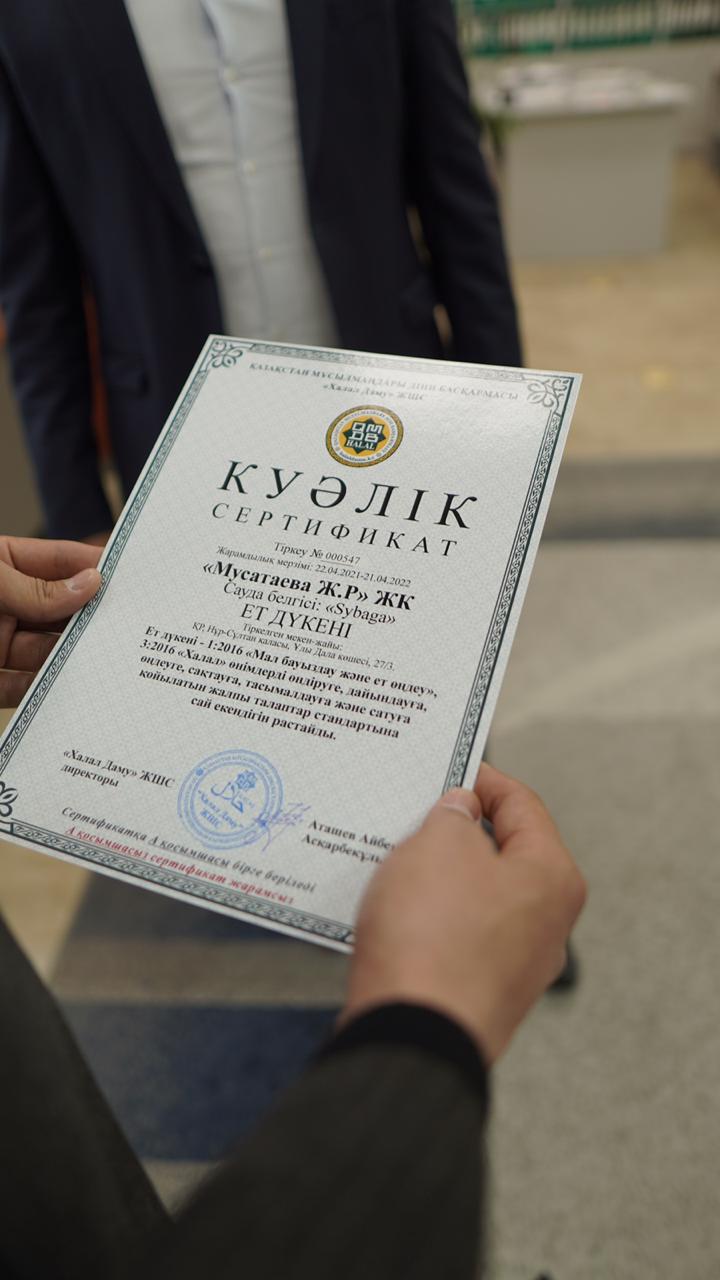 ҚАЗАҚСТАН МҰСЫЛМАНДАРЫ ДІНИ БАСҚАРМАСЫ
«Халал Даму» ЖШС
QMDB
HALAL
КУӘЛІК
СЕРТИФИКАТ
Тіркеу № 000547
Жарамдылық мерзімі: 22.04.2021-21.04.2022
«Мусатаева Ж.Р» ЖК
Сауда белгісі: «Sybaga»
ЕТ ДҮКЕНІ
Тіркелген мекен-жайы:
ҚР, Нұр-Сұлтан қаласы, Ұлы Дала көшесі, 27/3.
Ет дүкені - 1:2016 «Мал бауыздау және ет өңдеу»,
3:2016 «Халал» өнімдерді өндіруге, дайындауға,
өңдеуге, сақтауға, тасымалдауға және сатуға
қойылатын жалпы талаптар стандартына
сай екендігін растайды.
«Халал Даму» ЖШС
директоры
«Халал Даму»
ЖШС
Аташев Айбе
Асқарбекұлы
Сертификатқа А қосымшасы бірге беріледі
А қосымшасыз сертификат жарамсыз